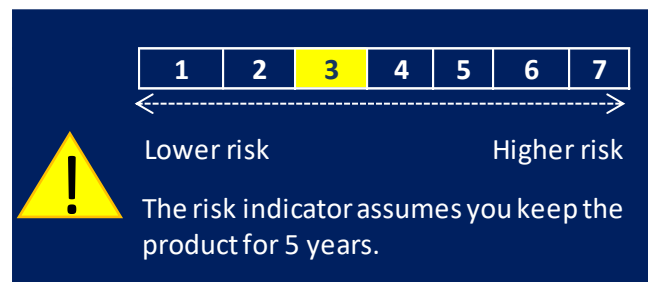 1 2 3 4 5 6 7
Lower risk Higher risk
!
The risk indicator assumes you keep the
product for 5 years.